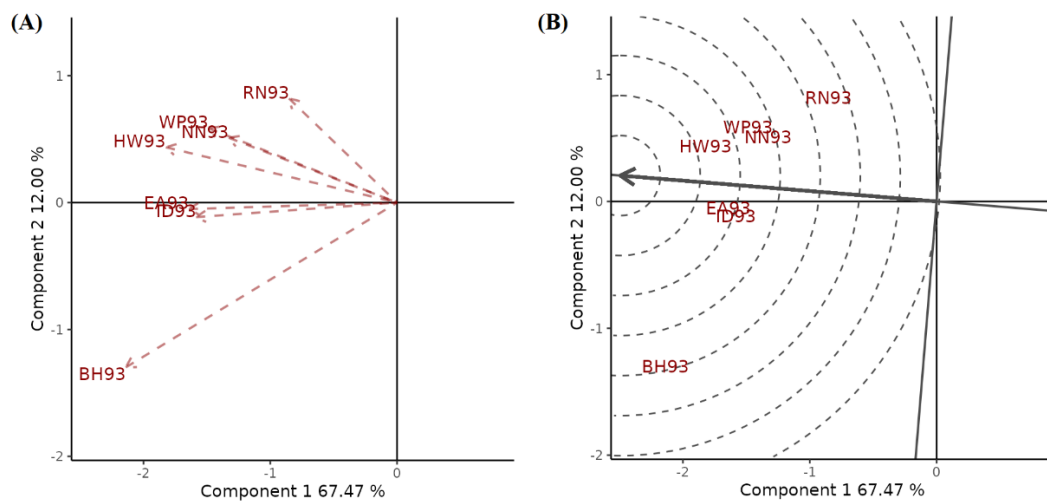 (A)
1
0
-1
-2
-2
-1
0
Component 2 12.00 %
Component 1 67.47 %
RN93
WP93
NN93
HW93
EA93
ID93
BH93
(B)
1
0
-1
-2
-2
-1
0
Component 2 12.00 %
Component 1 67.47 %
RN93
WP93
NN93
HW93
EA93
ID93
BH93